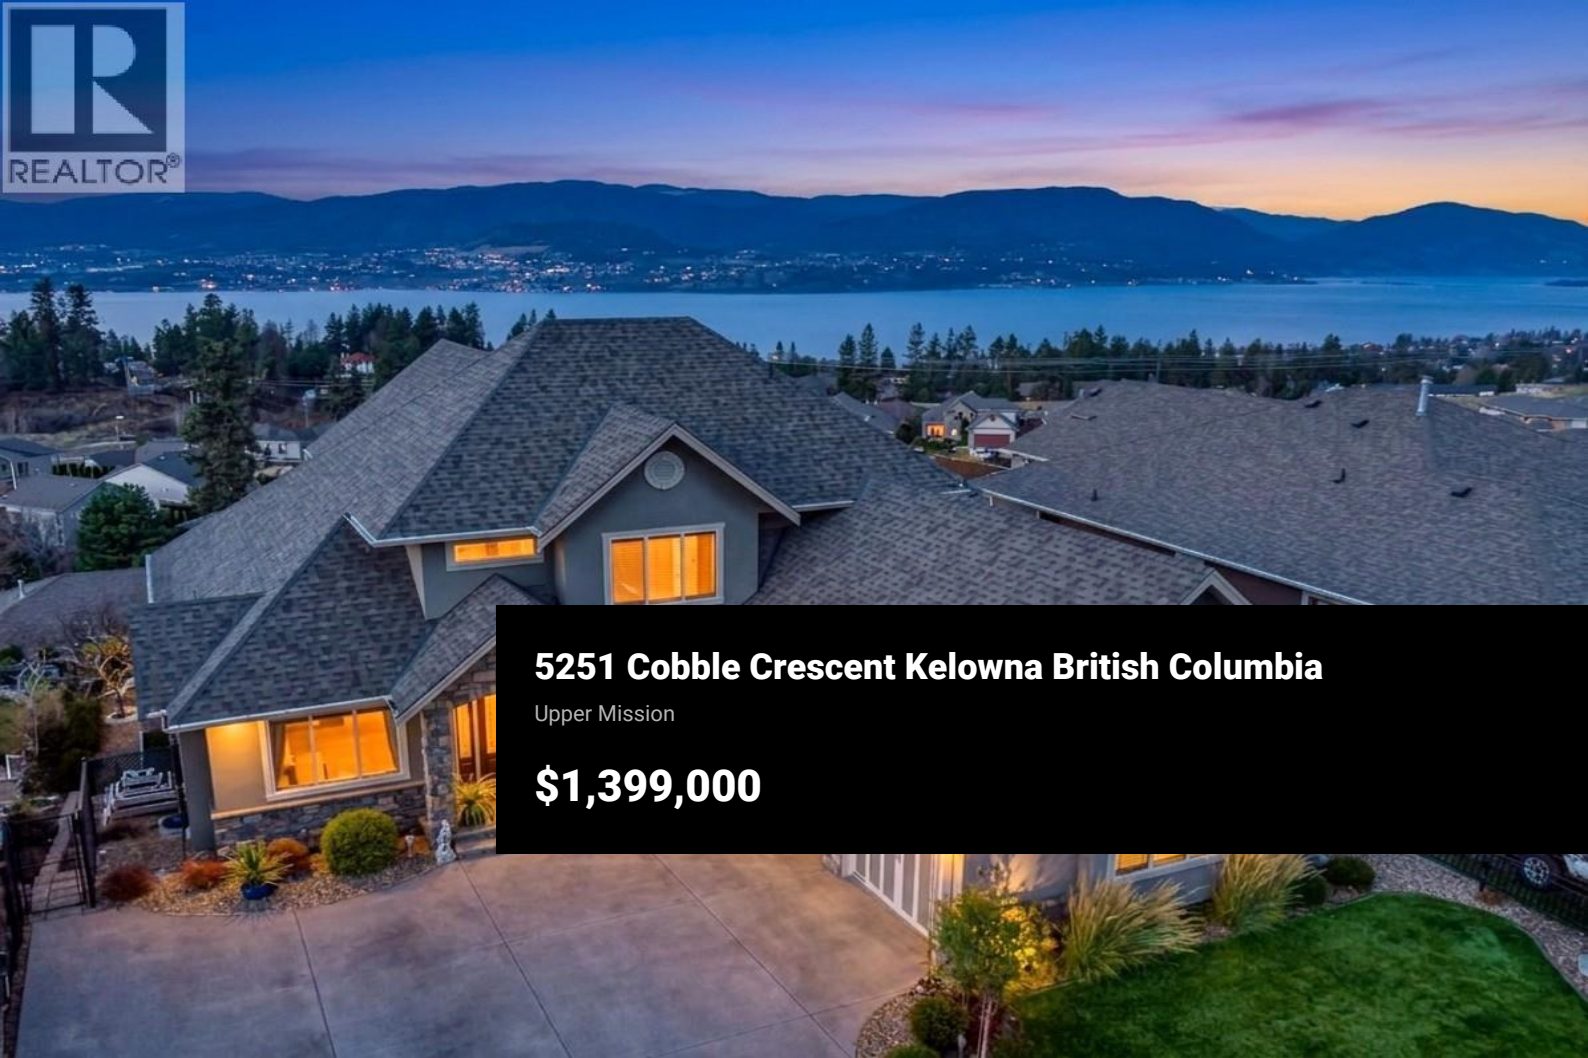 R
REALTOR®
5251 Cobble Crescent Kelowna British Columbia
Upper Mission
$1,399,000